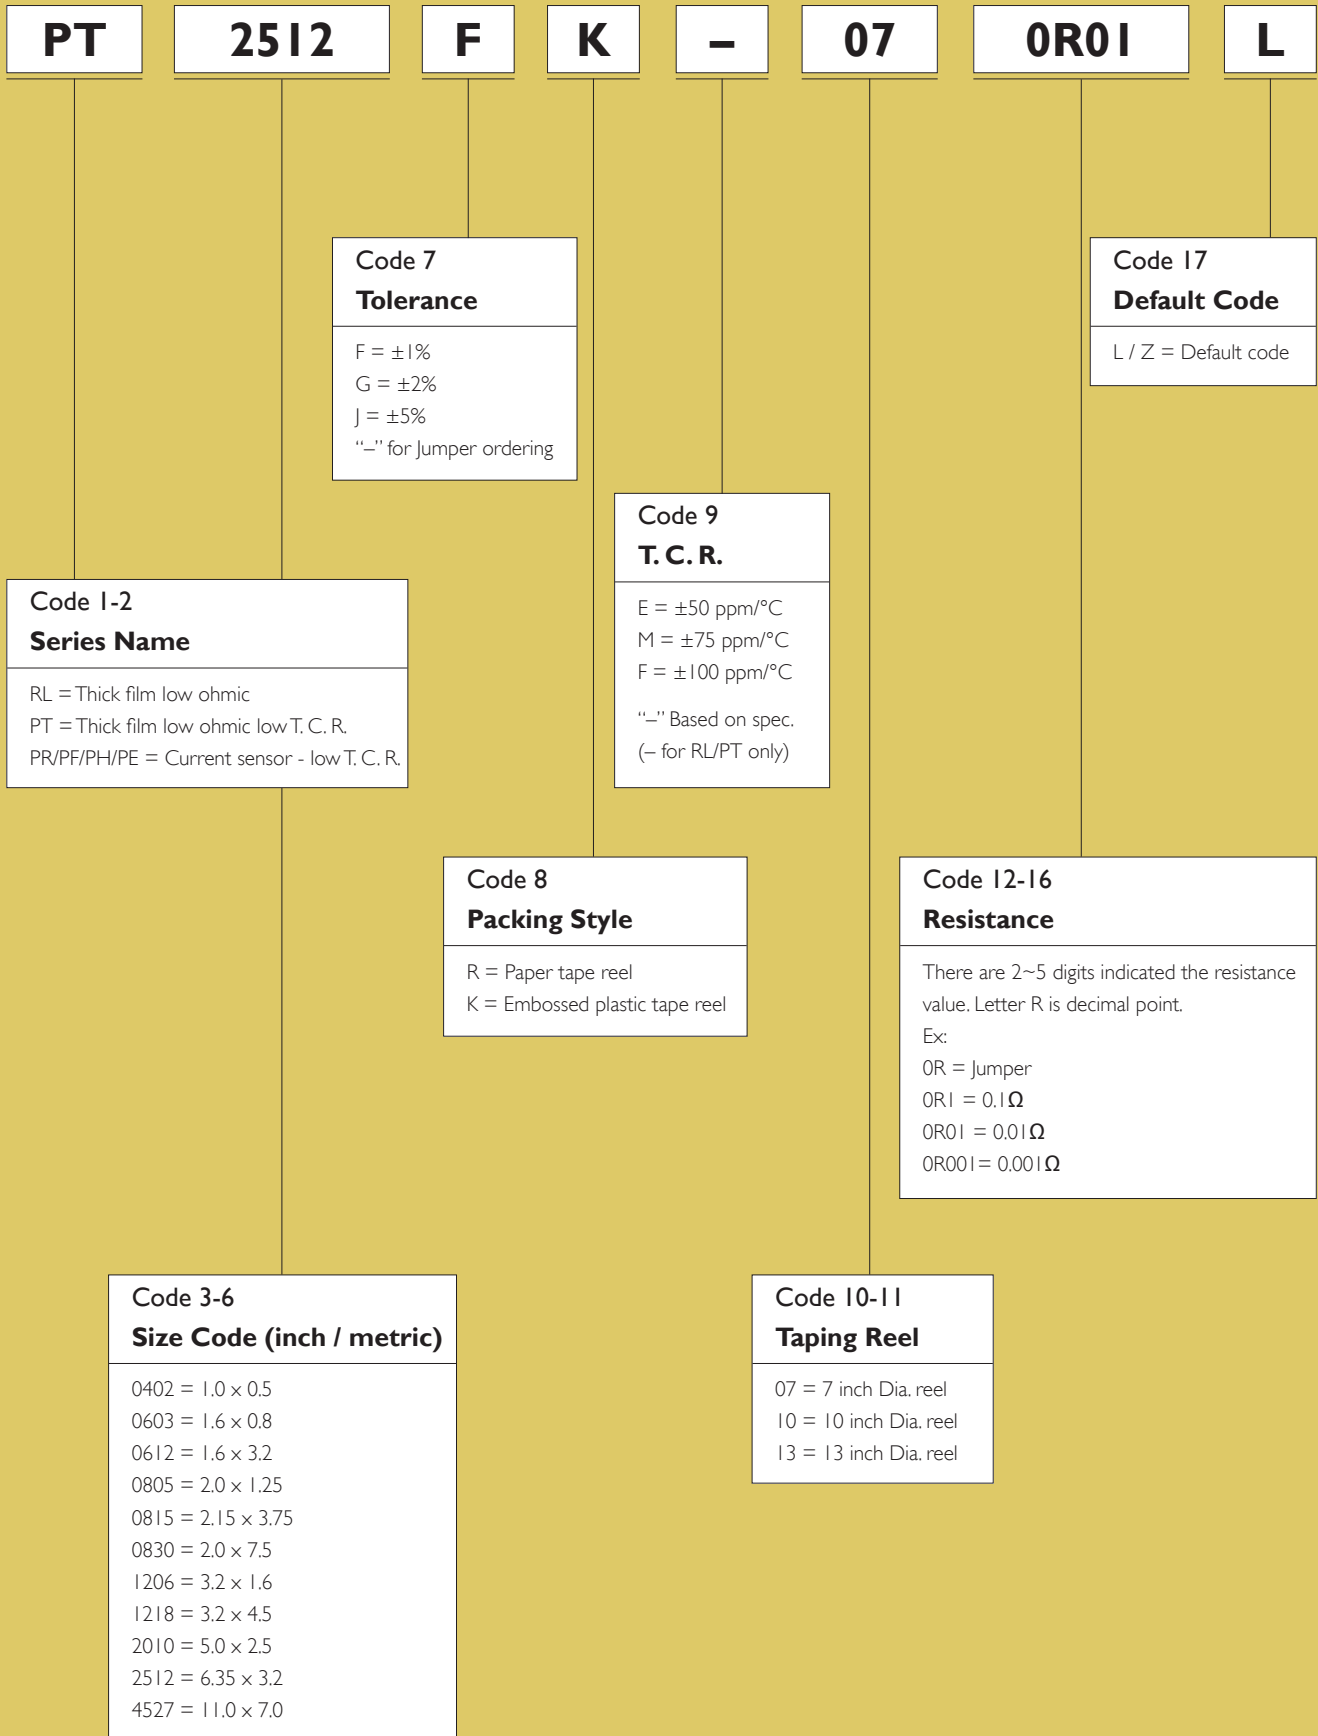 PT 2512 F K – 07 0R01 L
Code 7
Tolerance
F = ±1%
G = ±2%
J = ±5%
“–” for Jumper ordering
Code 17
Default Code
L / Z = Default code
Code 9
T. C. R.
E = ±50 ppm/°C
M = ±75 ppm/°C
F = ±100 ppm/°C
“–” Based on spec.
(– for RL/PT only)
Code 1-2
Series Name
RL = Thick film low ohmic
PT = Thick film low ohmic low T. C. R.
PR/PF/PH/PE = Current sensor - low T. C. R.
Code 8
Packing Style
R = Paper tape reel
K = Embossed plastic tape reel
Code 12-16
Resistance
There are 2~5 digits indicated the resistance
value. Letter R is decimal point.
Ex:
0R = Jumper
0R1 = 0.1Ω
0R01 = 0.01Ω
0R001= 0.001Ω
Code 3-6
Size Code (inch / metric)
0402 = 1.0 x 0.5
0603 = 1.6 x 0.8
0612 = 1.6 x 3.2
0805 = 2.0 x 1.25
0815 = 2.15 x 3.75
0830 = 2.0 x 7.5
1206 = 3.2 x 1.6
1218 = 3.2 x 4.5
2010 = 5.0 x 2.5
2512 = 6.35 x 3.2
4527 = 11.0 x 7.0
Code 10-11
Taping Reel
07 = 7 inch Dia. reel
10 = 10 inch Dia. reel
13 = 13 inch Dia. reel